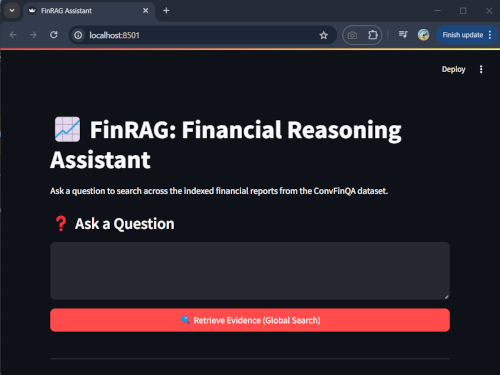 FinRAG Assistant
localhost:8501
Finish update
Deploy
FinRAG: Financial Reasoning
Assistant
Ask a question to search across the indexed financial reports from the ConvFinQA dataset.
Ask a Question
Retrieve Evidence (Global Search)